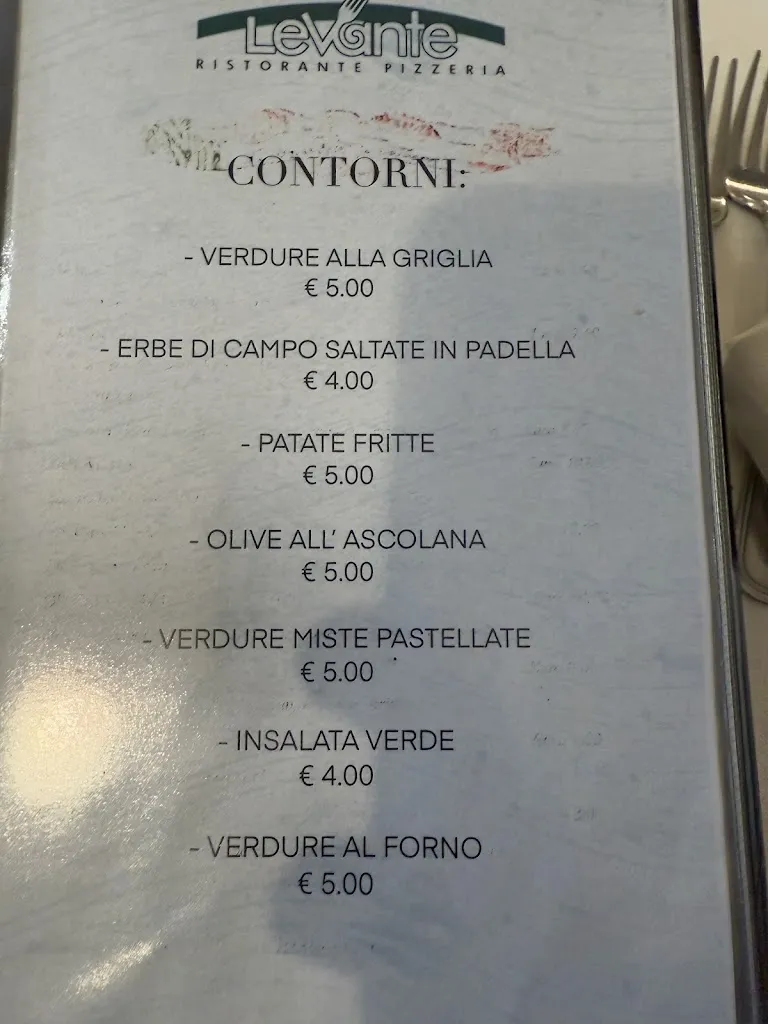 Levante
RISTORANTE PIZZERIA
CONTORNI:
- VERDURE ALLA GRIGLIA
€ 5.00
- ERBE DI CAMPO SALTATE IN PADELLA
€ 4.00
- PATATE FRITTE
€ 5.00
- OLIVE ALL' ASCOLANA
€ 5.00
- VERDURE MISTE PASTELLATE
€ 5.00
- INSALATA VERDE
€ 4.00
- VERDURE AL FORNO
€ 5.00